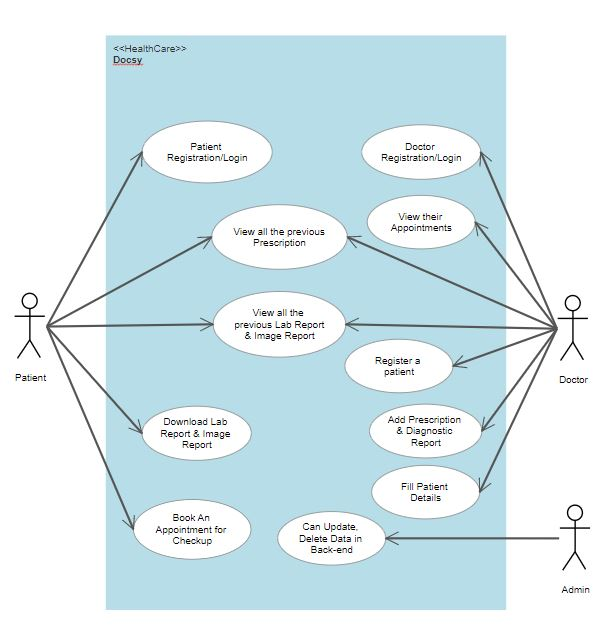 <<HealthCare>>
Docsy
Patient
Registration/Login
Doctor
Registration/Login
View their
Appointments
View all the previous
Prescription
View all the
previous Lab Report
& Image Report
Register a
patient
Patient
Doctor
Download Lab
Report & Image
Report
Add Prescription
& Diagnostic
Report
Fill Patient
Details
Book An
Appointment for
Checkup
Can Update,
Delete Data in
Back-end
Admin